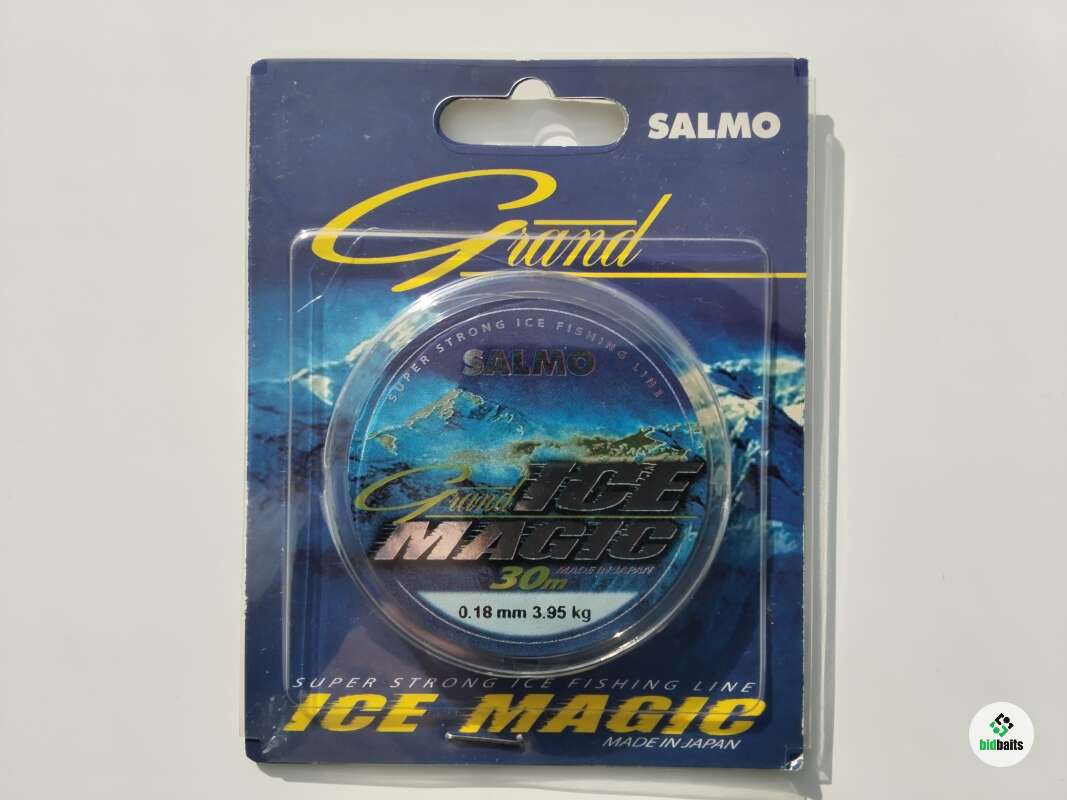 SALMO
Grand
SUPER STRONG ICE FISHING LINE
SALMO
Grand ICE
MAGIC
MADE IN JAPAN
30m
0.18 mm 3.95 kg
SUPER STRONG ICE FISHING LINE
ICE MAGIC
MADE IN JAPAN
bidbaits